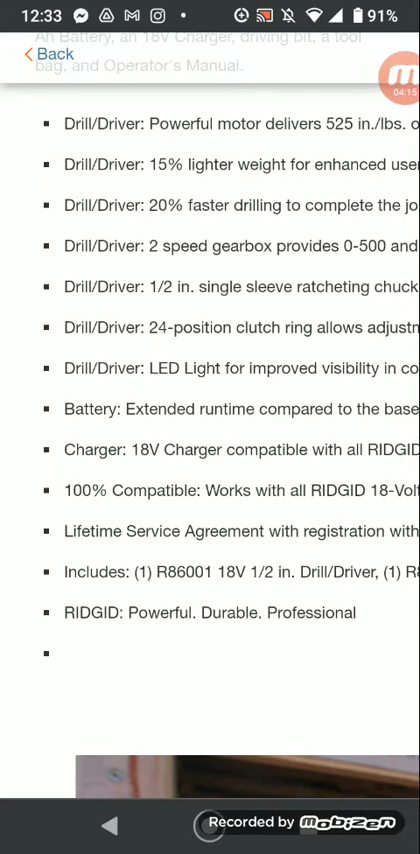 12:33
91%
Ah Battery, an 18V Charger, driving bit, a tool
Back
bag, and Operator's Manual.
04:15
Drill/Driver: Powerful motor delivers 525 in./lbs. o
Drill/Driver: 15% lighter weight for enhanced use
Drill/Driver: 20% faster drilling to complete the jo
Drill/Driver: 2 speed gearbox provides 0-500 and
Drill/Driver: 1/2 in. single sleeve ratcheting chuck
Drill/Driver: 24-position clutch ring allows adjustm
Drill/Driver: LED Light for improved visibility in co
Battery: Extended runtime compared to the base
Charger: 18V Charger compatible with all RIDGID
100% Compatible: Works with all RIDGID 18-Volt
Lifetime Service Agreement with registration with
Includes: (1) R86001 18V 1/2 in. Drill/Driver, (1) R8
RIDGID: Powerful. Durable. Professional
Recorded by mobizen